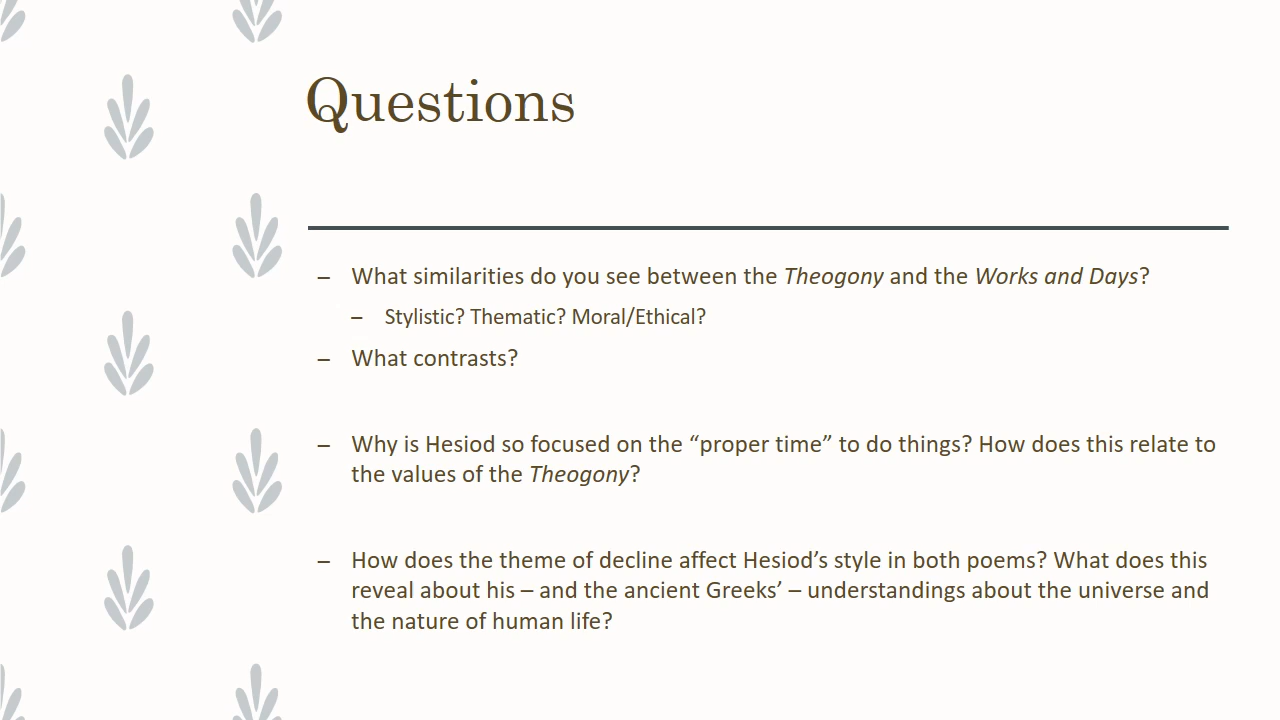 Questions
– What similarities do you see between the Theogony and the Works and Days?
– Stylistic? Thematic? Moral/Ethical?
– What contrasts?
– Why is Hesiod so focused on the “proper time” to do things? How does this relate to
the values of the Theogony?
– How does the theme of decline affect Hesiod’s style in both poems? What does this
reveal about his – and the ancient Greeks’ – understandings about the universe and
the nature of human life?